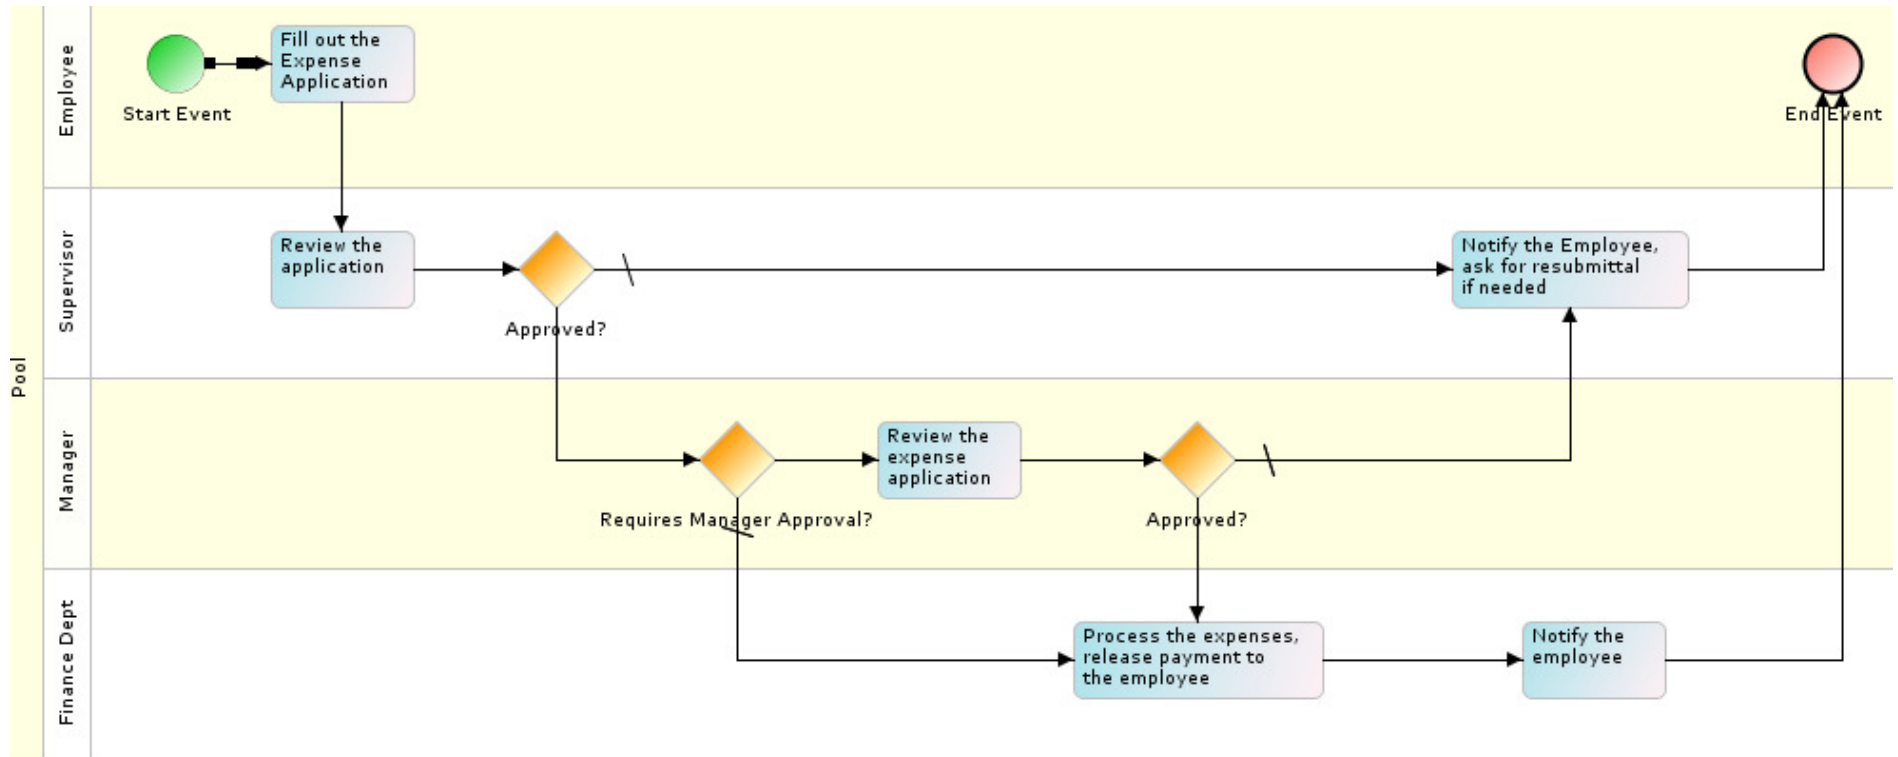 Pool
Employee
Start Event
Fill out the
Expense
Application
End Event
Supervisor
Review the
application
Approved?
Notify the Employee,
ask for resubmittal
if needed
Manager
Requires Manager Approval?
Review the
expense
application
Approved?
Finance Dept
Process the expenses,
release payment to
the employee
Notify the
employee